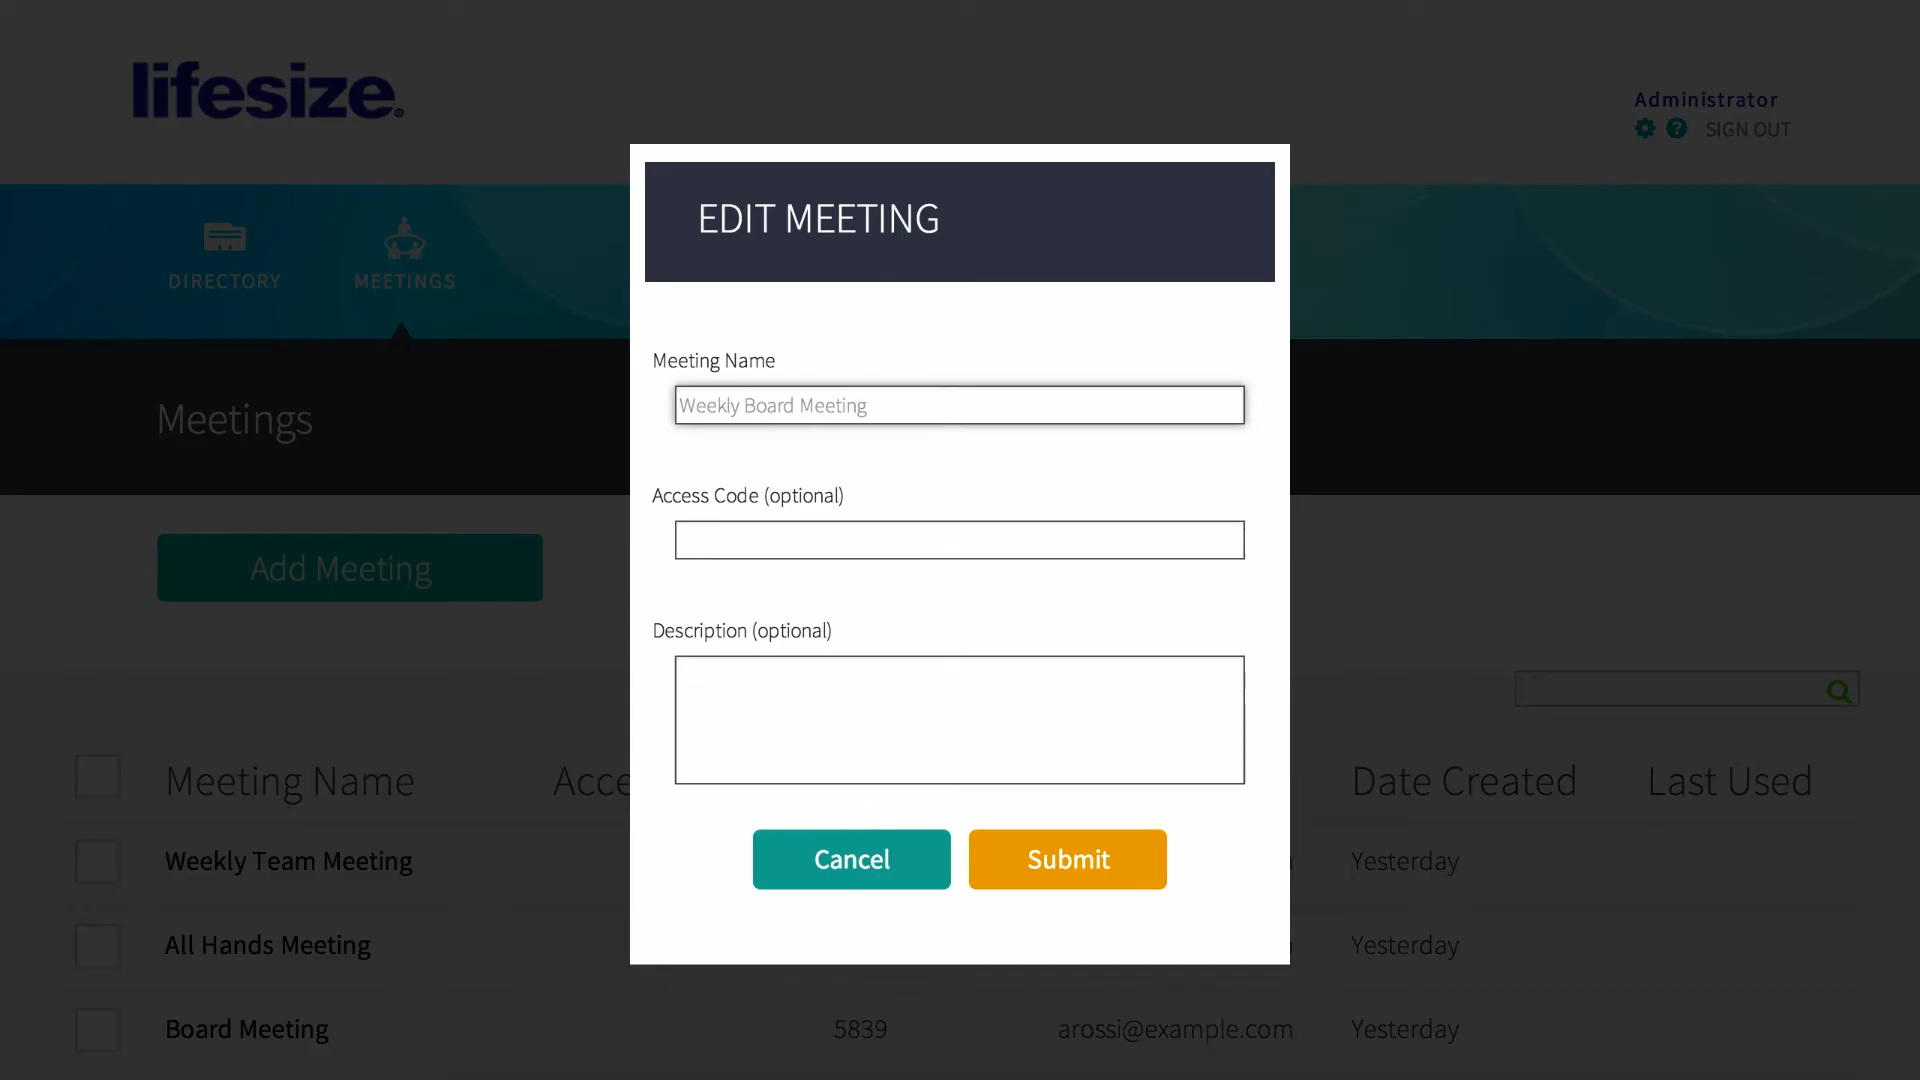 lifesize.
Administrator
SIGN OUT
DIRECTORY
MEETINGS
Meetings
Add Meeting
EDIT MEETING
Meeting Name
Weekly Board Meeting
Access Code (optional)
Description (optional)
Cancel
Submit
Meeting Name
Acce
Date Created
Last Used
Weekly Team Meeting
Yesterday
All Hands Meeting
Yesterday
Board Meeting
5839
arossi@example.com
Yesterday